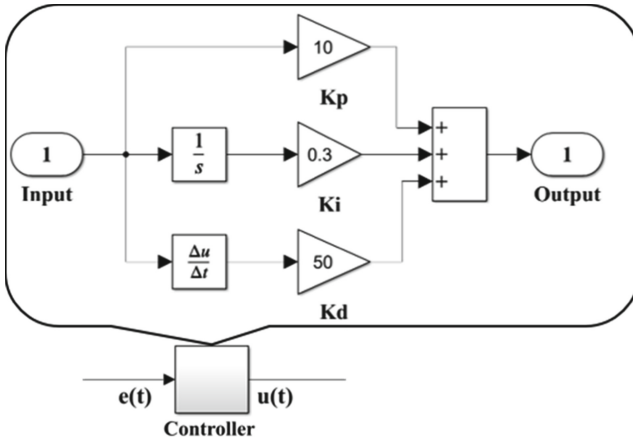 10
Kp
1
Input
1
s
0.3
Ki
+
+
+
1
Output
Δu
Δt
50
Kd
e(t)
u(t)
Controller